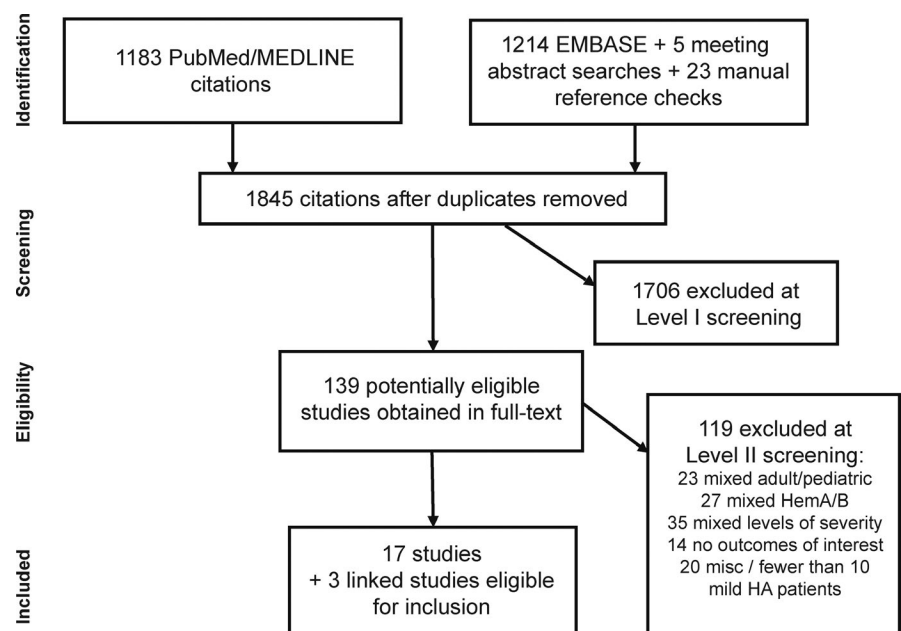 Identification
1183 PubMed/MEDLINE
citations
1214 EMBASE + 5 meeting
abstract searches + 23 manual
reference checks
Screening
1845 citations after duplicates removed
1706 excluded at
Level I screening
Eligibility
139 potentially eligible
studies obtained in full-text
119 excluded at
Level II screening:
23 mixed adult/pediatric
27 mixed HemA/B
35 mixed levels of severity
14 no outcomes of interest
20 misc / fewer than 10
mild HA patients
Included
17 studies
+ 3 linked studies eligible
for inclusion